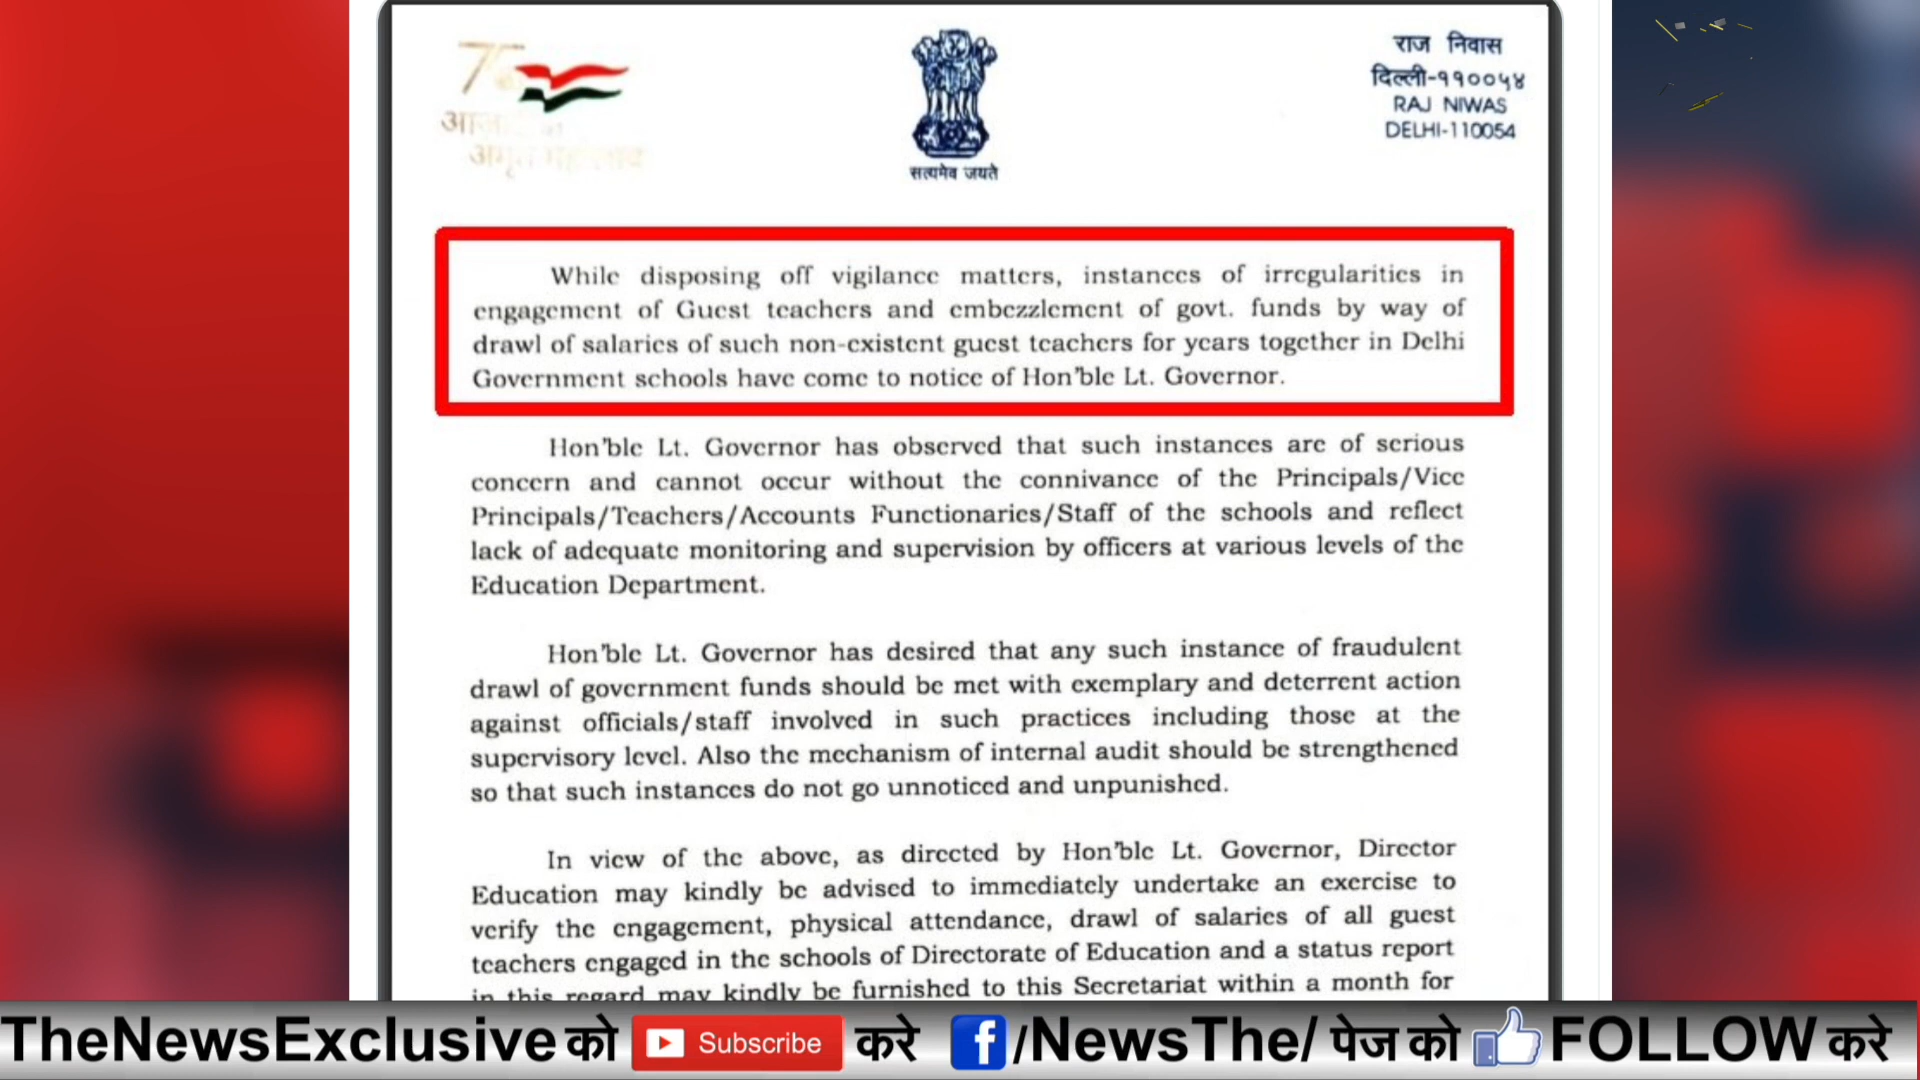 75
आज़ादी का
अमृत महोत्सव
सत्यमेव जयते
राज निवास
दिल्ली-११००५४
RAJ NIWAS
DELHI-110054
While disposing off vigilance matters, instances of irregularities in
engagement of Guest teachers and embezzlement of govt. funds by way of
drawl of salaries of such non-existent guest teachers for years together in Delhi
Government schools have come to notice of Hon'ble Lt. Governor.
Hon'ble Lt. Governor has observed that such instances are of serious
concern and cannot occur without the connivance of the Principals/Vice
Principals/Teachers/Accounts Functionaries/Staff of the schools and reflect
lack of adequate monitoring and supervision by officers at various levels of the
Education Department.
Hon'ble Lt. Governor has desired that any such instance of fraudulent
drawl of government funds should be met with exemplary and deterrent action
against officials/staff involved in such practices including those at the
supervisory level. Also the mechanism of internal audit should be strengthened
so that such instances do not go unnoticed and unpunished.
In view of the above, as directed by Hon'ble Lt. Governor, Director
Education may kindly be advised to immediately undertake an exercise to
verify the engagement, physical attendance, drawl of salaries of all guest
teachers engaged in the schools of Directorate of Education and a status report
in this regard may kindly be furnished to this Secretariat within a month for
TheNewsExclusive को Subscribe करे f/NewsThe/ पेज को FOLLOW करे